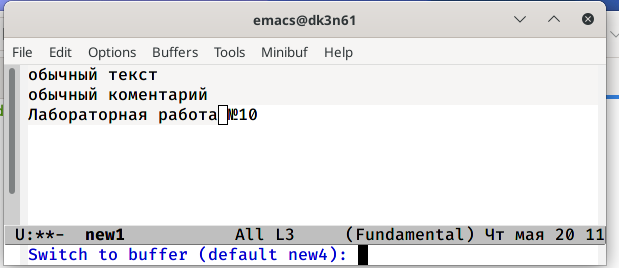 emacs@dk3n61
File Edit Options Buffers Tools Minibuf Help
обычный текст
обычный коментарий
Лабораторная работа №10
U:**- new1 All L3 (Fundamental) Чт мая 20 11
Switch to buffer (default new4):